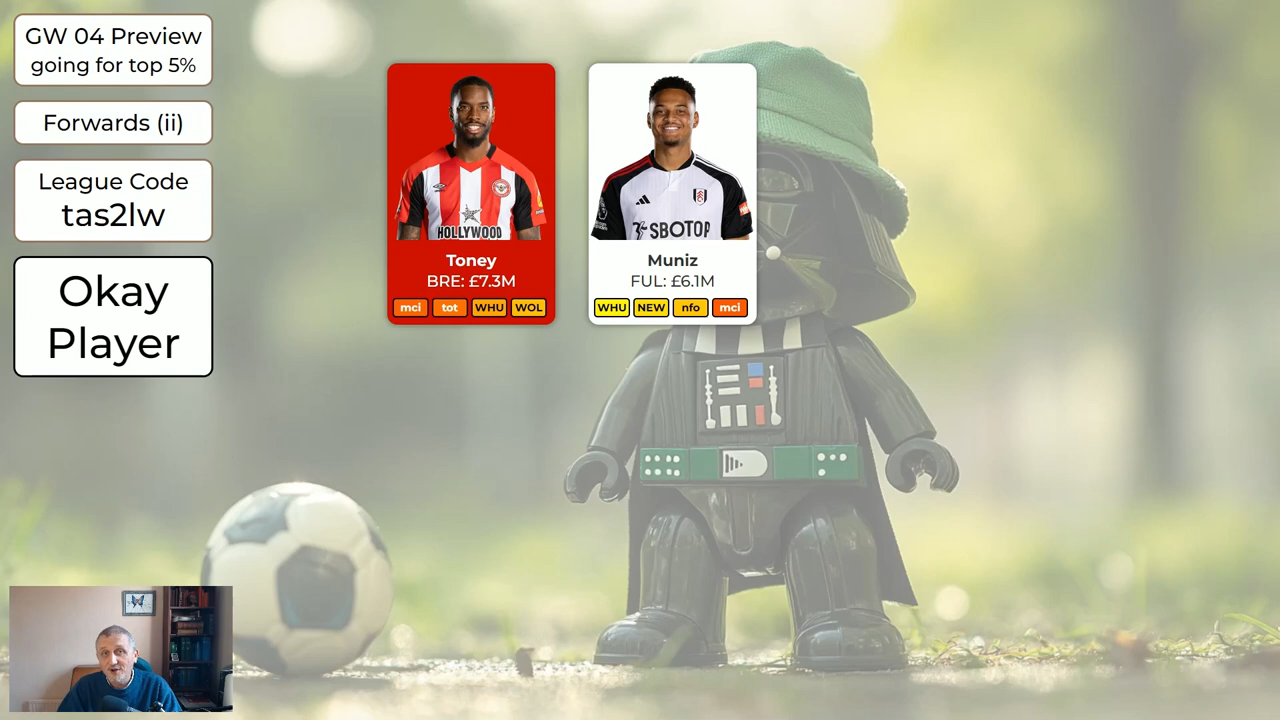 GW 04 Preview
going for top 5%
Forwards (ii)
League Code
tas2lw
Okay
Player
HOLLYWOOD
Toney
BRE: £7.3M
mci tot WHU WOL
SBOTOP
Muniz
FUL: £6.1M
WHU NEW nfo mci